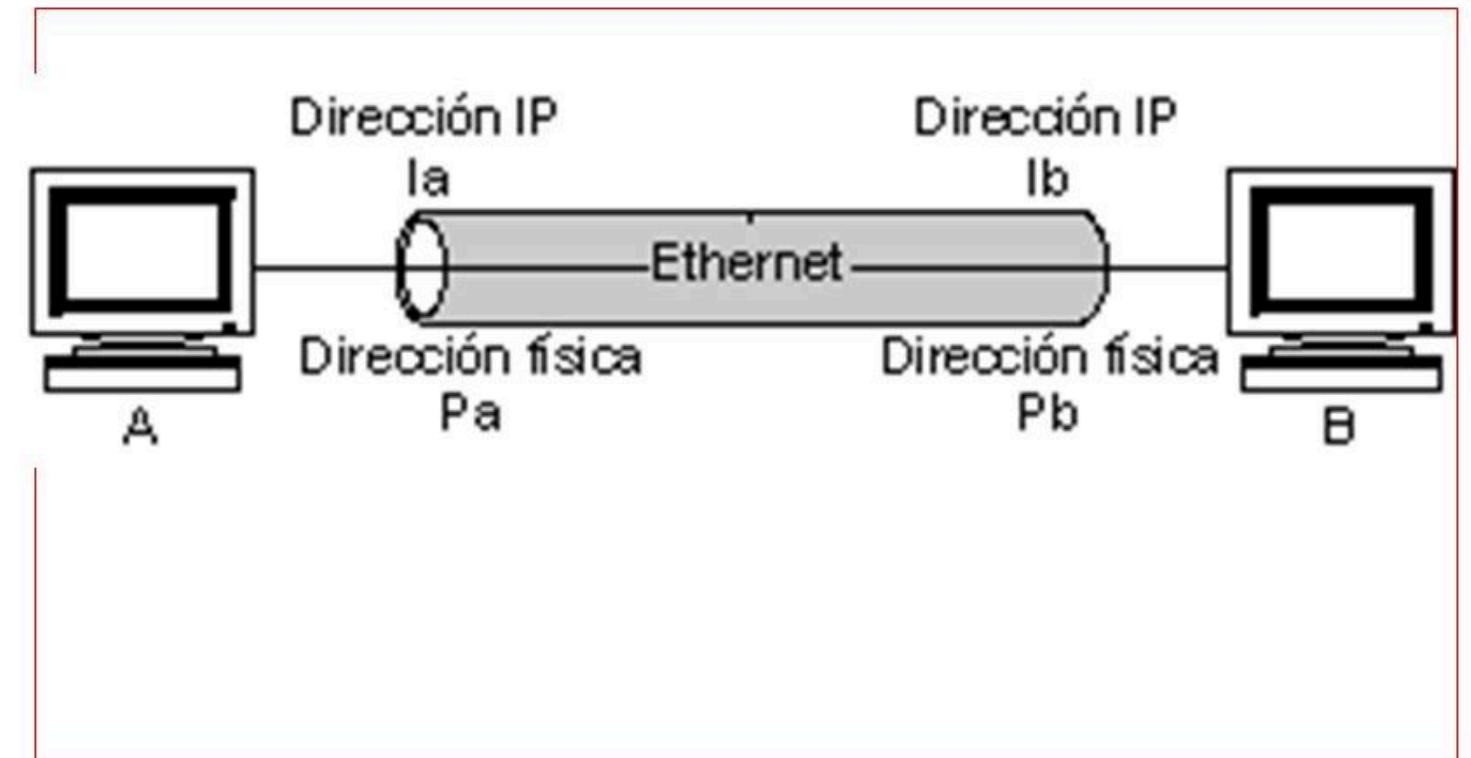 Dirección IP
Ia
Dirección IP
Ib
Ethernet
Dirección física
Pa
Dirección física
Pb
A
B